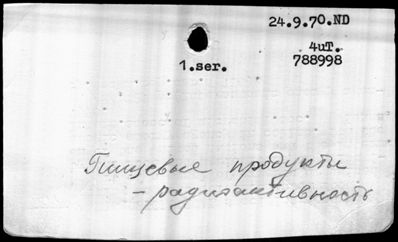 24.9.70.ND
4uT.
1.ser. 788998
Пищевые продукты
- радиоактивность